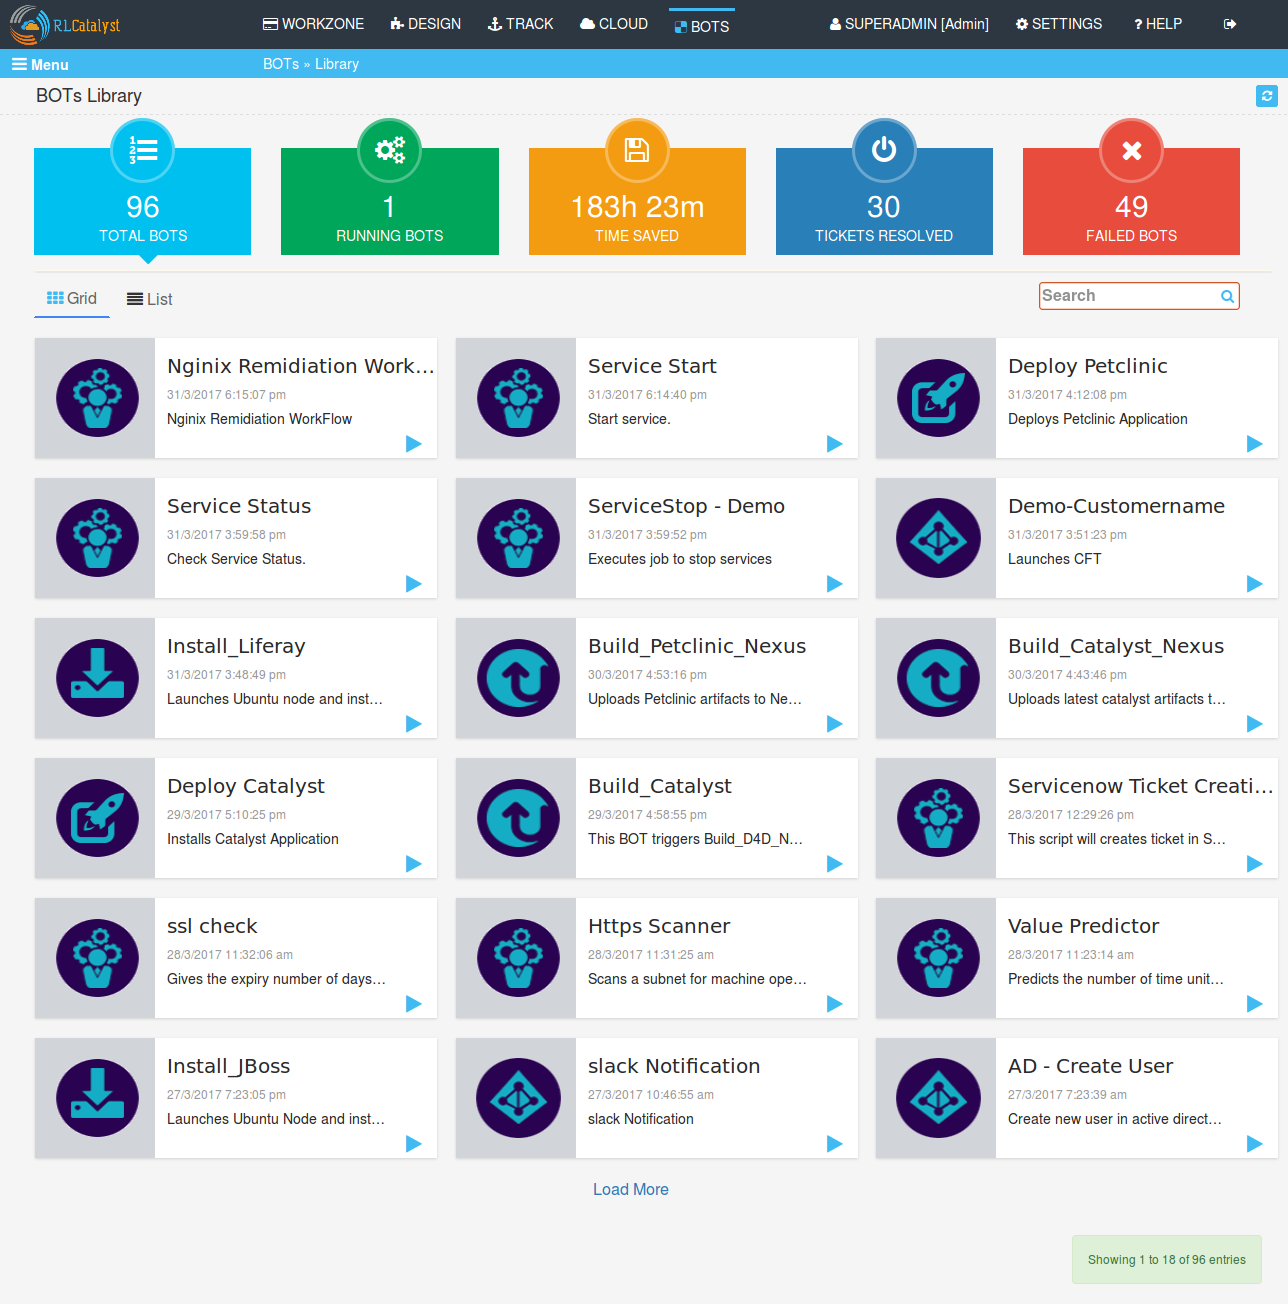 RLCatalyst
WORKZONE DESIGN TRACK CLOUD BOTS SUPERADMIN [Admin] SETTINGS ? HELP
Menu BOTs » Library
BOTs Library
1
2
3
96 1 183h 23m 30 49
TOTAL BOTS RUNNING BOTS TIME SAVED TICKETS RESOLVED FAILED BOTS
Grid List Search
Nginix Remidiation Work...
31/3/2017 6:15:07 pm
Nginix Remidiation WorkFlow
Service Start
31/3/2017 6:14:40 pm
Start service.
Deploy Petclinic
31/3/2017 4:12:08 pm
Deploys Petclinic Application
Service Status
31/3/2017 3:59:58 pm
Check Service Status.
ServiceStop - Demo
31/3/2017 3:59:52 pm
Executes job to stop services
Demo-Customername
31/3/2017 3:51:23 pm
Launches CFT
Install_Liferay
31/3/2017 3:48:49 pm
Launches Ubuntu node and inst...
Build_Petclinic_Nexus
30/3/2017 4:53:16 pm
Uploads Petclinic artifacts to Ne...
Build_Catalyst_Nexus
30/3/2017 4:43:46 pm
Uploads latest catalyst artifacts t...
Deploy Catalyst
29/3/2017 5:10:25 pm
Installs Catalyst Application
Build_Catalyst
29/3/2017 4:58:55 pm
This BOT triggers Build_D4D_N...
Servicenow Ticket Creati...
28/3/2017 12:29:26 pm
This script will creates ticket in S...
ssl check
28/3/2017 11:32:06 am
Gives the expiry number of days...
Https Scanner
28/3/2017 11:31:25 am
Scans a subnet for machine ope...
Value Predictor
28/3/2017 11:23:14 am
Predicts the number of time unit...
Install_JBoss
27/3/2017 7:23:05 pm
Launches Ubuntu Node and inst...
slack Notification
27/3/2017 10:46:55 am
slack Notification
AD - Create User
27/3/2017 7:23:39 am
Create new user in active direct...
Load More
Showing 1 to 18 of 96 entries